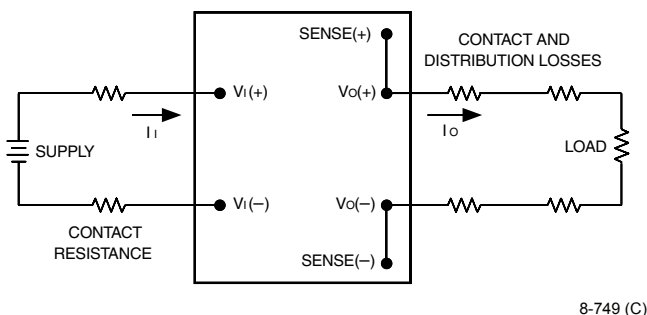 SENSE(+)
CONTACT AND
DISTRIBUTION LOSSES
VI(+)
VO(+)
II
IO
SUPPLY
LOAD
VI(–)
VO(–)
CONTACT
RESISTANCE
SENSE(–)
8-749 (C)